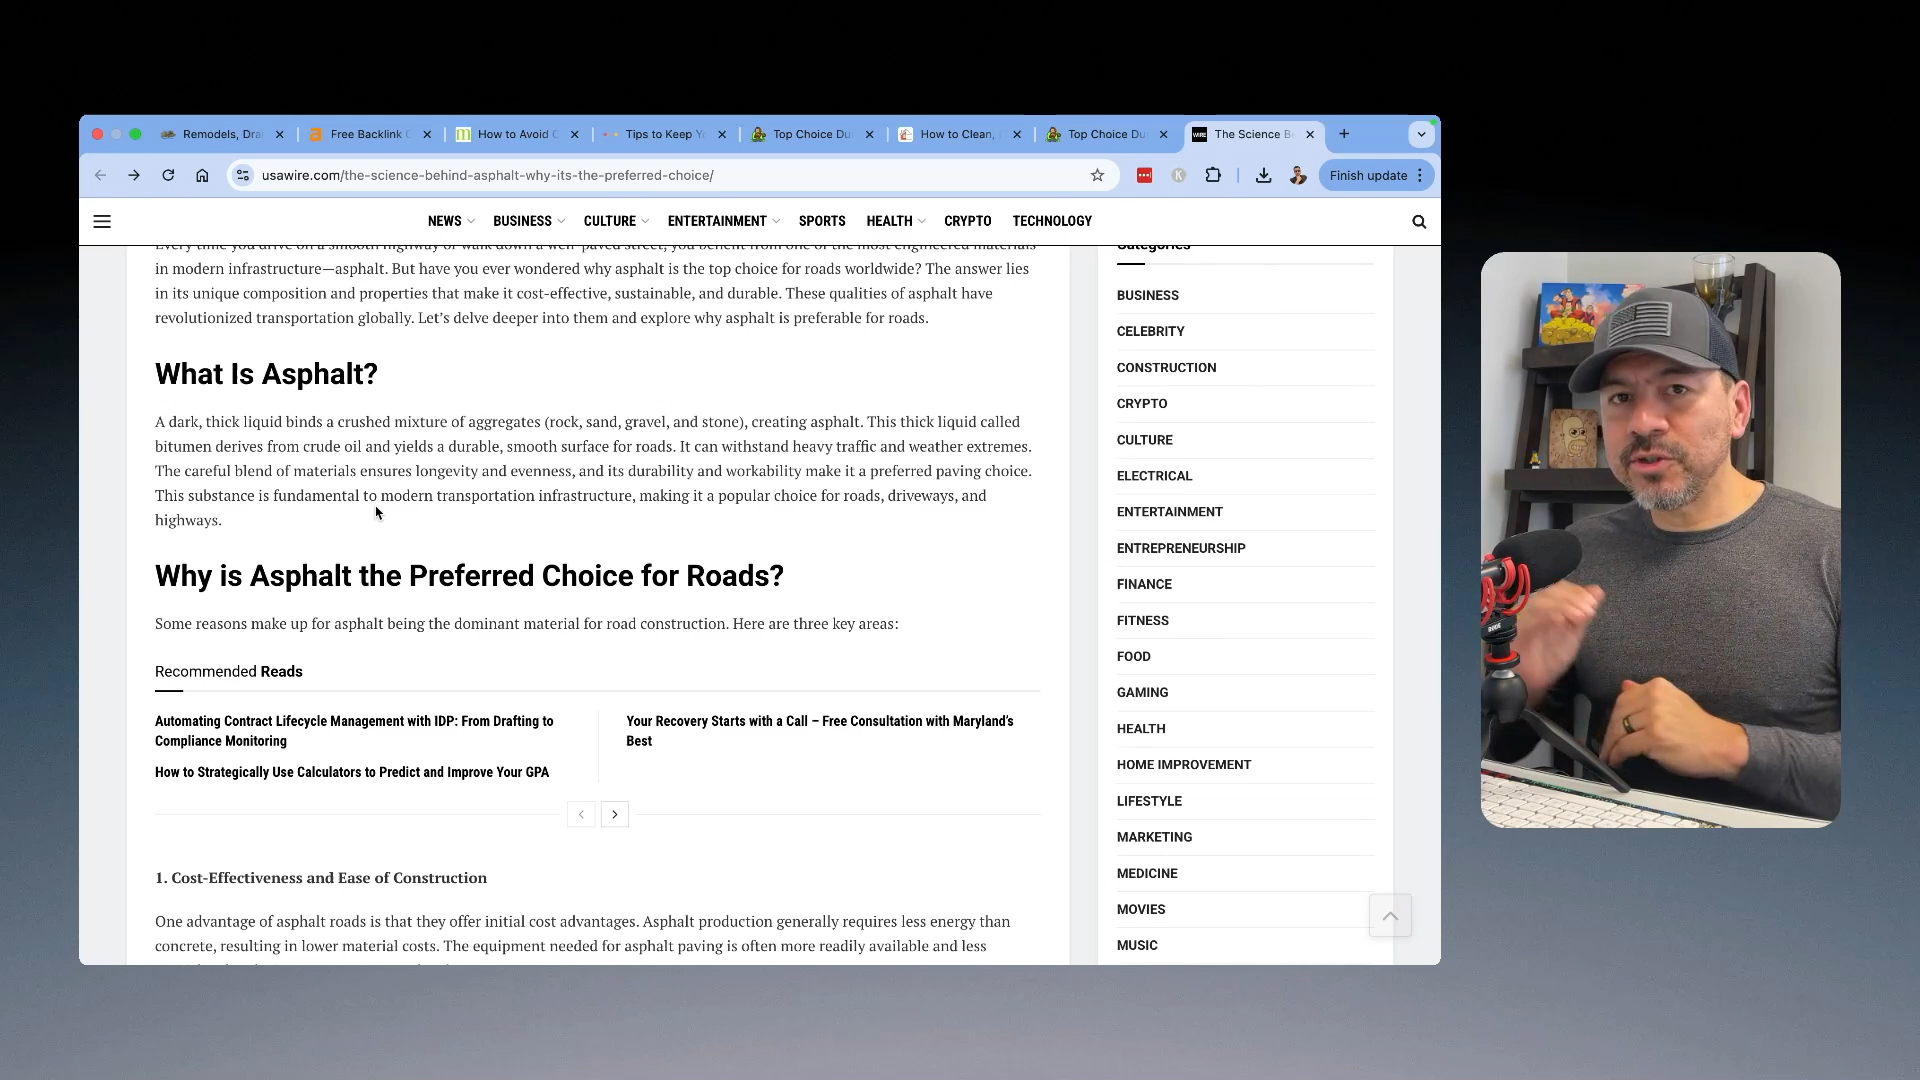 Remodels, Dra
Free Backlink C
How to Avoid C
Tips to Keep Yo
Top Choice Du
How to Clean,
Top Choice Du
The Science Be
usawire.com/the-science-behind-asphalt-why-its-the-preferred-choice/
K
Finish update
NEWS
BUSINESS
CULTURE
ENTERTAINMENT
SPORTS
HEALTH
CRYPTO
TECHNOLOGY
Every time you drive on a smooth highway or walk down a well-paved street, you benefit from one of the most engineered materials
in modern infrastructure—asphalt. But have you ever wondered why asphalt is the top choice for roads worldwide? The answer lies
in its unique composition and properties that make it cost-effective, sustainable, and durable. These qualities of asphalt have
revolutionized transportation globally. Let’s delve deeper into them and explore why asphalt is preferable for roads.
What Is Asphalt?
A dark, thick liquid binds a crushed mixture of aggregates (rock, sand, gravel, and stone), creating asphalt. This thick liquid called
bitumen derives from crude oil and yields a durable, smooth surface for roads. It can withstand heavy traffic and weather extremes.
The careful blend of materials ensures longevity and evenness, and its durability and workability make it a preferred paving choice.
This substance is fundamental to modern transportation infrastructure, making it a popular choice for roads, driveways, and
highways.
Why is Asphalt the Preferred Choice for Roads?
Some reasons make up for asphalt being the dominant material for road construction. Here are three key areas:
Recommended Reads
Automating Contract Lifecycle Management with IDP: From Drafting to
Compliance Monitoring
How to Strategically Use Calculators to Predict and Improve Your GPA
Your Recovery Starts with a Call – Free Consultation with Maryland’s
Best
1. Cost-Effectiveness and Ease of Construction
One advantage of asphalt roads is that they offer initial cost advantages. Asphalt production generally requires less energy than
concrete, resulting in lower material costs. The equipment needed for asphalt paving is often more readily available and less
Categories
BUSINESS
CELEBRITY
CONSTRUCTION
CRYPTO
CULTURE
ELECTRICAL
ENTERTAINMENT
ENTREPRENEURSHIP
FINANCE
FITNESS
FOOD
GAMING
HEALTH
HOME IMPROVEMENT
LIFESTYLE
MARKETING
MEDICINE
MOVIES
MUSIC
RODE